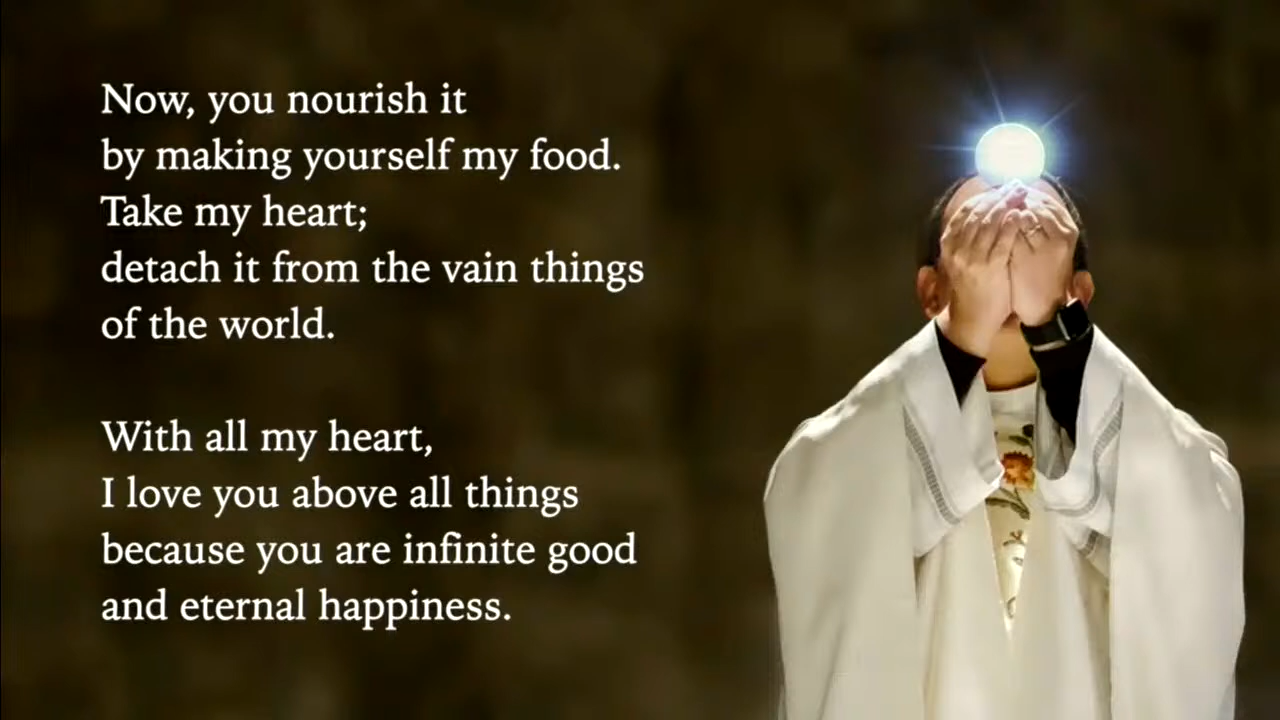 Now, you nourish it
by making yourself my food.
Take my heart;
detach it from the vain things
of the world.
With all my heart,
I love you above all things
because you are infinite good
and eternal happiness.